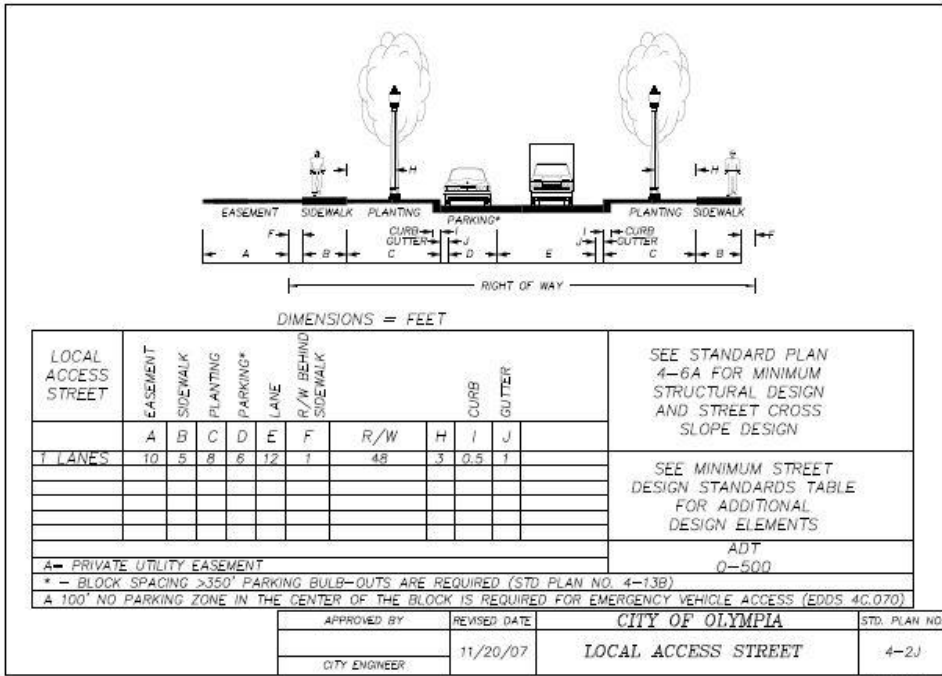 H
H
EASEMENT SIDEWALK PLANTING PARKING* PLANTING SIDEWALK
F CURB I I CURB F
GUTTER J J GUTTER
A B C D E C B
RIGHT OF WAY
DIMENSIONS = FEET
LOCAL ACCESS STREET
EASEMENT SIDEWALK PLANTING PARKING* LANE R/W BEHIND SIDEWALK CURB GUTTER
A B C D E F R/W H I J
1 LANES 10 5 8 6 12 1 48 3 0.5 1
SEE STANDARD PLAN
4-6A FOR MINIMUM
STRUCTURAL DESIGN
AND STREET CROSS
SLOPE DESIGN
SEE MINIMUM STREET
DESIGN STANDARDS TABLE
FOR ADDITIONAL
DESIGN ELEMENTS
ADT
0-500
A= PRIVATE UTILITY EASEMENT
* - BLOCK SPACING >350' PARKING BULB-OUTS ARE REQUIRED (STD PLAN NO. 4-13B)
A 100' NO PARKING ZONE IN THE CENTER OF THE BLOCK IS REQUIRED FOR EMERGENCY VEHICLE ACCESS (EDDS 4C.070)
APPROVED BY
CITY ENGINEER
REVISED DATE
11/20/07
CITY OF OLYMPIA
LOCAL ACCESS STREET
STD. PLAN NO
4-2J